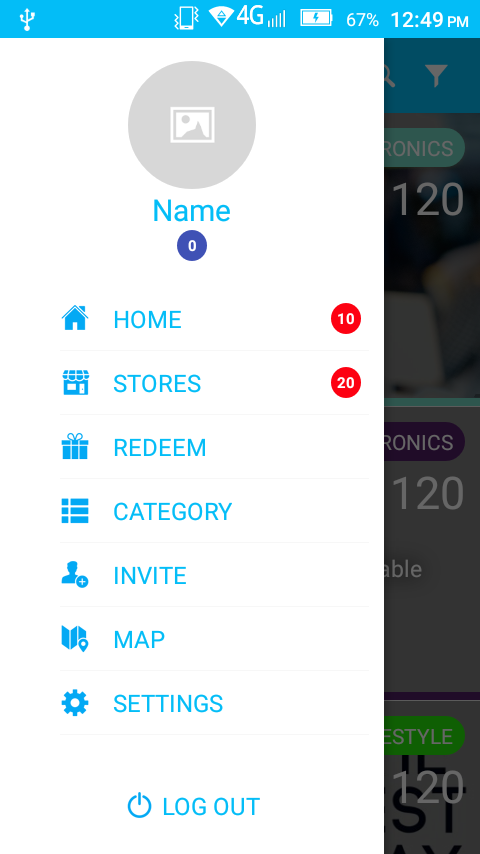 4G 67% 12:49 PM
Name
0
HOME 10
STORES 20
REDEEM
CATEGORY
INVITE
MAP
SETTINGS
LOG OUT
RONICS
120
RONICS
120
able
ESTYLE
120
EST